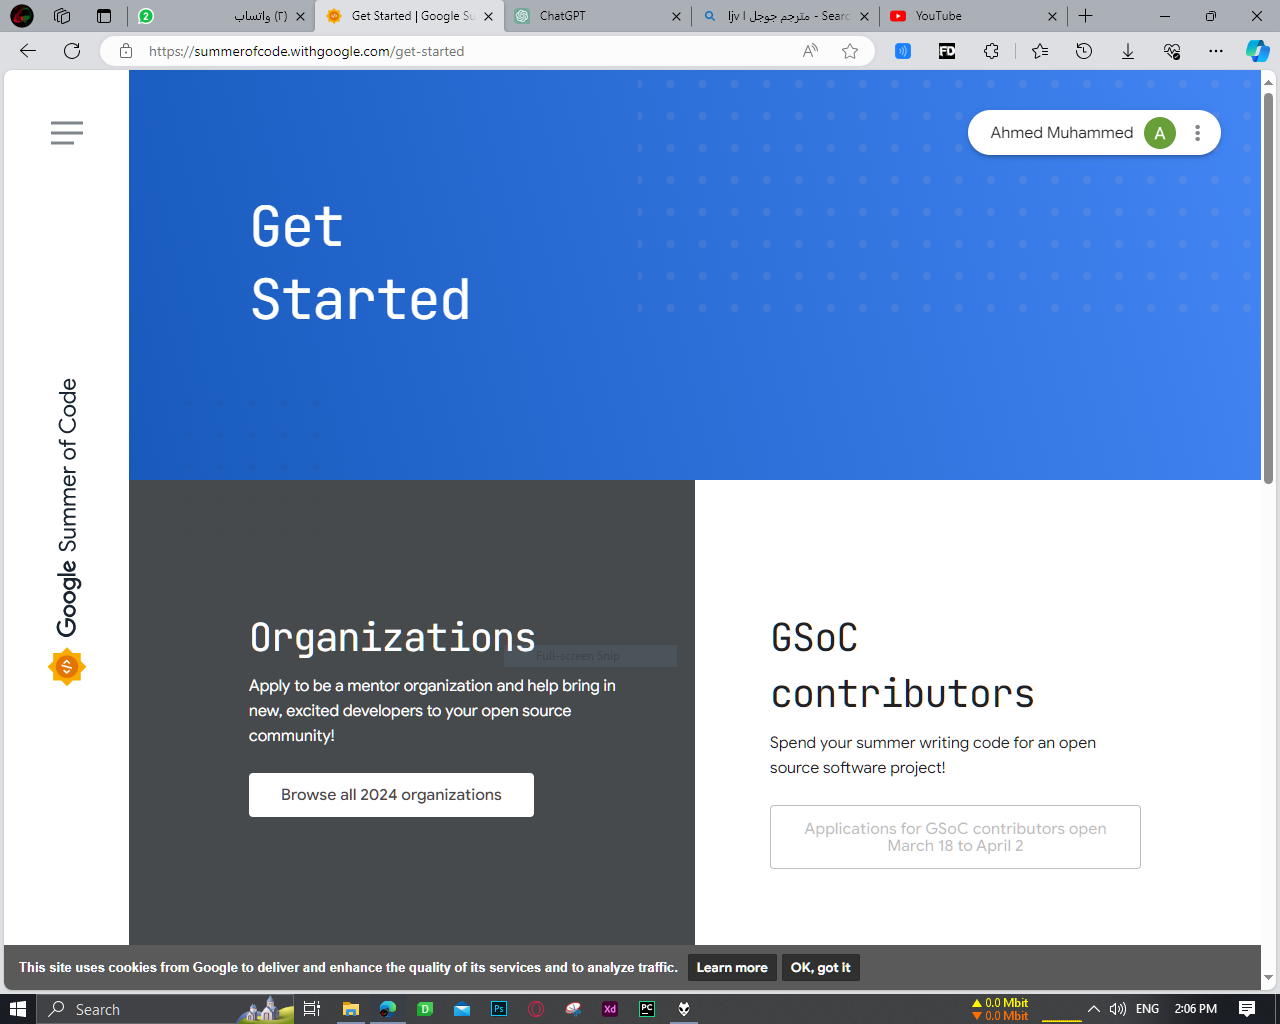 2
(٢) واتساب
Get Started | Google Su
ChatGPT
ljv مترجم جوجل ا - Searc
YouTube
https://summerofcode.withgoogle.com/get-started
FD
Ahmed Muhammed
A
Get
Started
Google Summer of Code
Organizations
Full-screen Snip
Apply to be a mentor organization and help bring in
new, excited developers to your open source
community!
Browse all 2024 organizations
GSoC
contributors
Spend your summer writing code for an open
source software project!
Applications for GSoC contributors open
March 18 to April 2
This site uses cookies from Google to deliver and enhance the quality of its services and to analyze traffic.
Learn more
OK, got it
Search
D
Ps
Xd
PC
0.0 Mbit
0.0 Mbit
ENG
2:06 PM